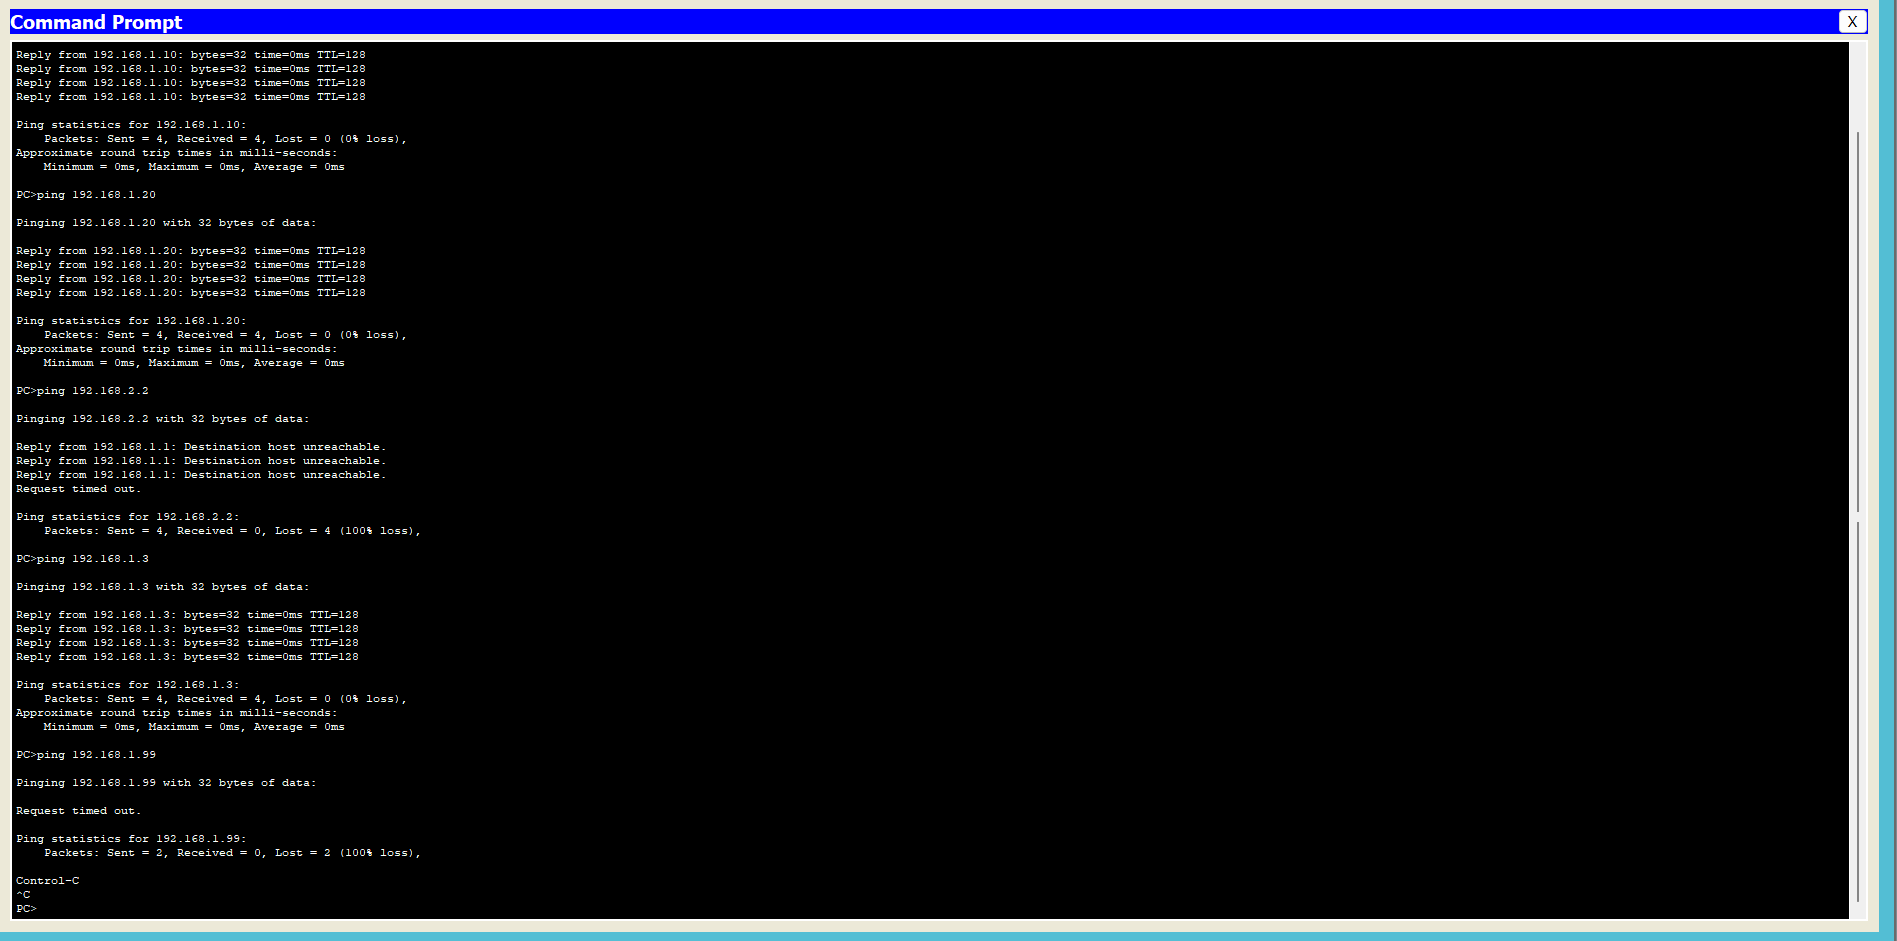 Command Prompt
X
Reply from 192.168.1.10: bytes=32 time=0ms TTL=128
Reply from 192.168.1.10: bytes=32 time=0ms TTL=128
Reply from 192.168.1.10: bytes=32 time=0ms TTL=128
Reply from 192.168.1.10: bytes=32 time=0ms TTL=128
Ping statistics for 192.168.1.10:
    Packets: Sent = 4, Received = 4, Lost = 0 (0% loss),
Approximate round trip times in milli-seconds:
    Minimum = 0ms, Maximum = 0ms, Average = 0ms
PC>ping 192.168.1.20
Pinging 192.168.1.20 with 32 bytes of data:
Reply from 192.168.1.20: bytes=32 time=0ms TTL=128
Reply from 192.168.1.20: bytes=32 time=0ms TTL=128
Reply from 192.168.1.20: bytes=32 time=0ms TTL=128
Reply from 192.168.1.20: bytes=32 time=0ms TTL=128
Ping statistics for 192.168.1.20:
    Packets: Sent = 4, Received = 4, Lost = 0 (0% loss),
Approximate round trip times in milli-seconds:
    Minimum = 0ms, Maximum = 0ms, Average = 0ms
PC>ping 192.168.2.2
Pinging 192.168.2.2 with 32 bytes of data:
Reply from 192.168.1.1: Destination host unreachable.
Reply from 192.168.1.1: Destination host unreachable.
Reply from 192.168.1.1: Destination host unreachable.
Request timed out.
Ping statistics for 192.168.2.2:
    Packets: Sent = 4, Received = 0, Lost = 4 (100% loss),
PC>ping 192.168.1.3
Pinging 192.168.1.3 with 32 bytes of data:
Reply from 192.168.1.3: bytes=32 time=0ms TTL=128
Reply from 192.168.1.3: bytes=32 time=0ms TTL=128
Reply from 192.168.1.3: bytes=32 time=0ms TTL=128
Reply from 192.168.1.3: bytes=32 time=0ms TTL=128
Ping statistics for 192.168.1.3:
    Packets: Sent = 4, Received = 4, Lost = 0 (0% loss),
Approximate round trip times in milli-seconds:
    Minimum = 0ms, Maximum = 0ms, Average = 0ms
PC>ping 192.168.1.99
Pinging 192.168.1.99 with 32 bytes of data:
Request timed out.
Ping statistics for 192.168.1.99:
    Packets: Sent = 2, Received = 0, Lost = 2 (100% loss),
Control-C
^C
PC>